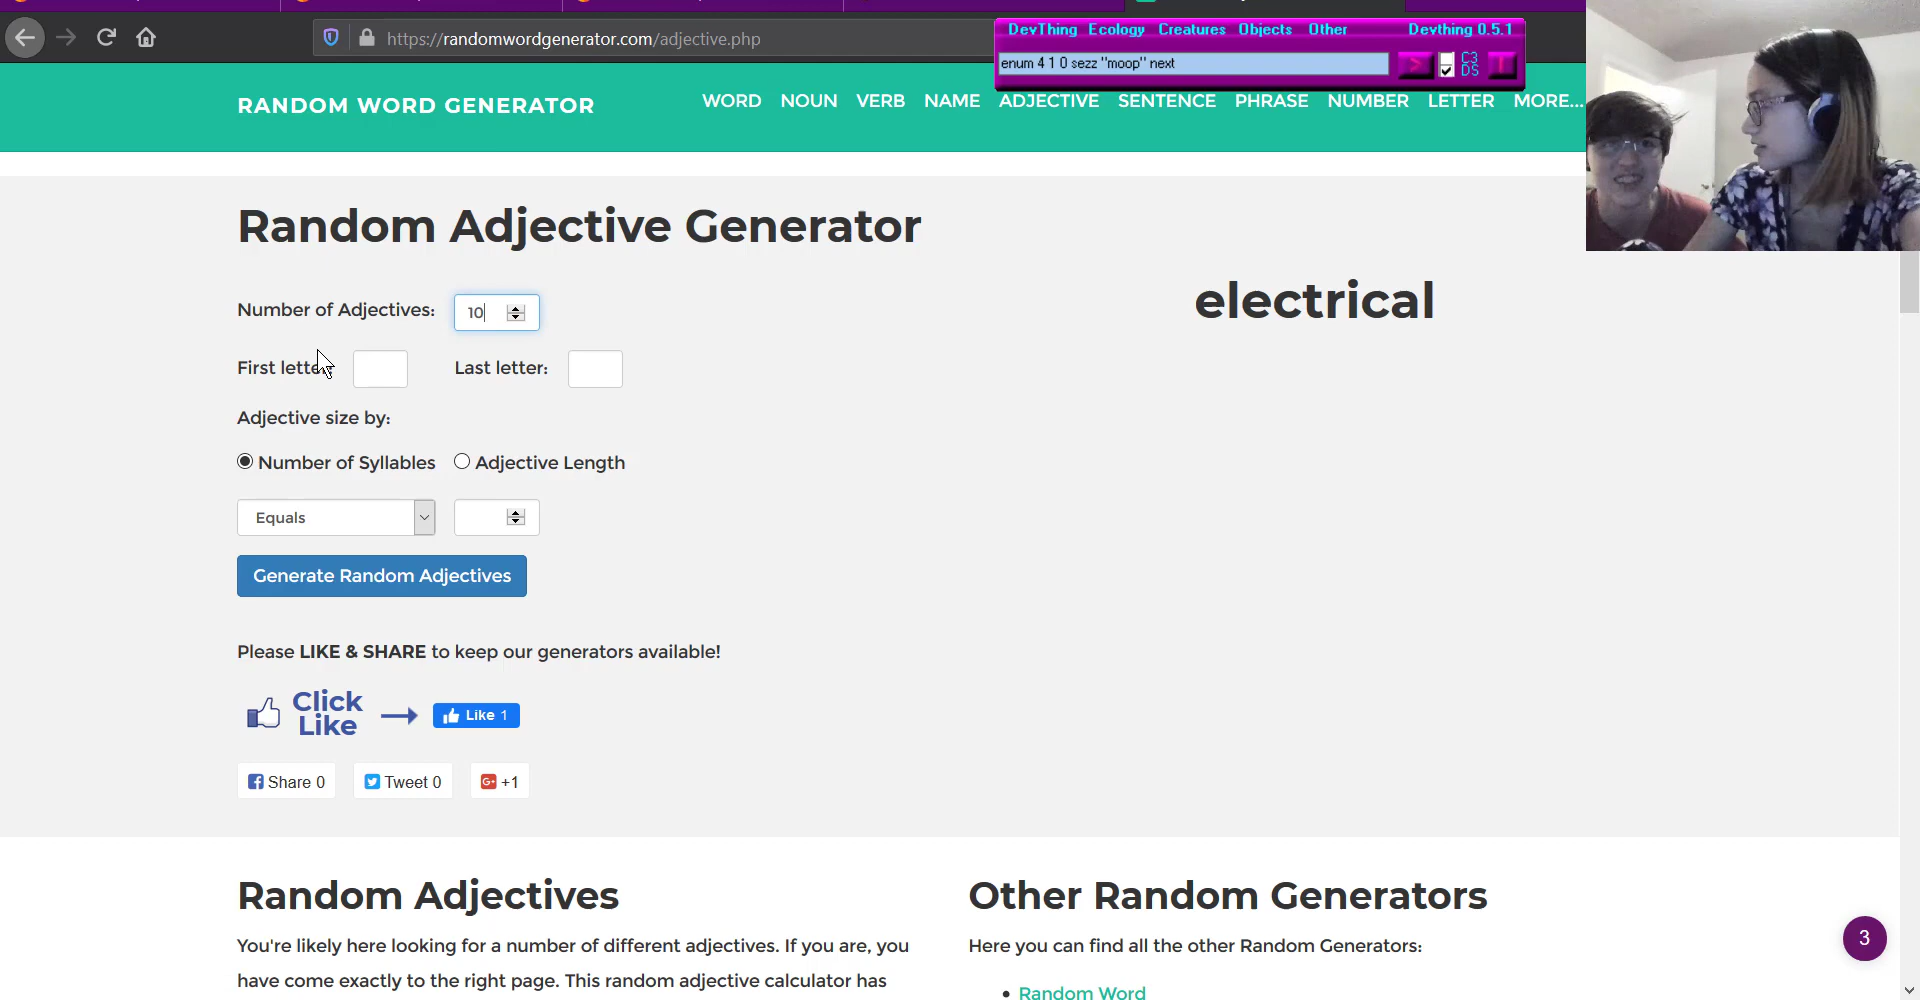 https://randomwordgenerator.com/adjective.php
DevThing Ecology Creatures Objects Other Devthing 0.5.1
enum 4 1 0 sezz "moop" next
>
C3
DS
RANDOM WORD GENERATOR
WORD NOUN VERB NAME ADJECTIVE SENTENCE PHRASE NUMBER LETTER MORE...
Random Adjective Generator
electrical
Number of Adjectives: 10
First letter: Last letter:
Adjective size by:
Number of Syllables Adjective Length
Equals
Generate Random Adjectives
Please LIKE & SHARE to keep our generators available!
Click
Like
Like 1
Share 0 Tweet 0 G+ +1
Random Adjectives
You're likely here looking for a number of different adjectives. If you are, you
have come exactly to the right page. This random adjective calculator has
Other Random Generators
Here you can find all the other Random Generators:
• Random Word
3